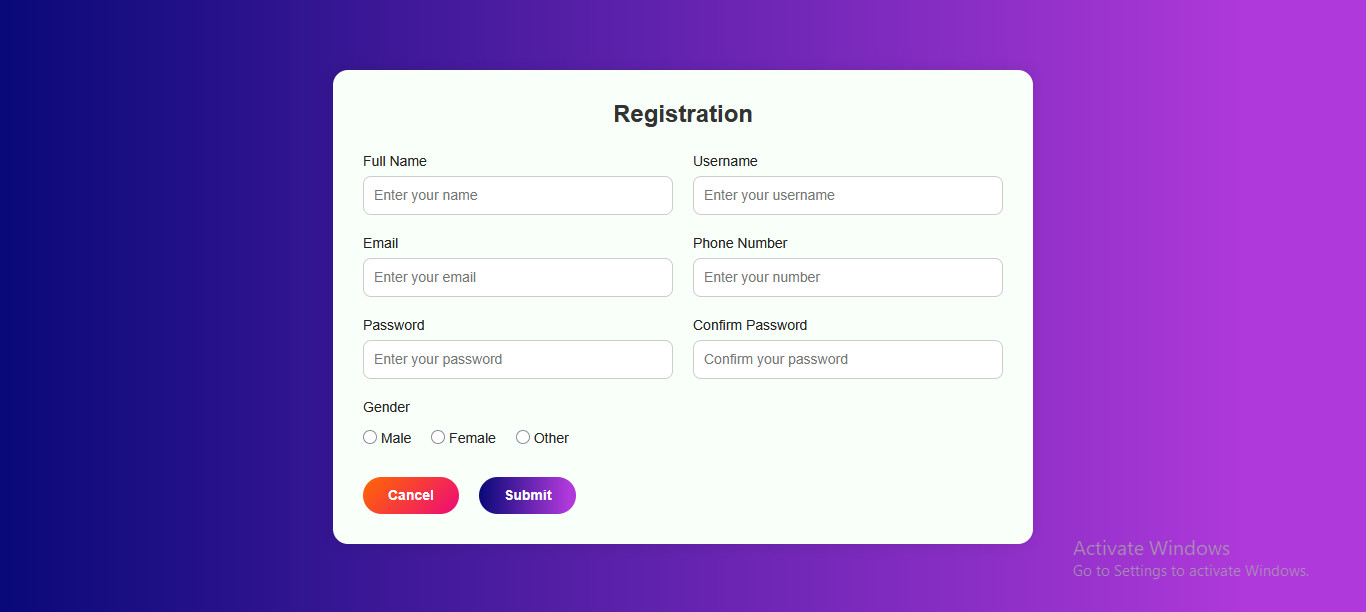 Registration
Full Name
Username
Enter your name
Enter your username
Email
Phone Number
Enter your email
Enter your number
Password
Confirm Password
Enter your password
Confirm your password
Gender
Male Female Other
Cancel Submit
Activate Windows
Go to Settings to activate Windows.